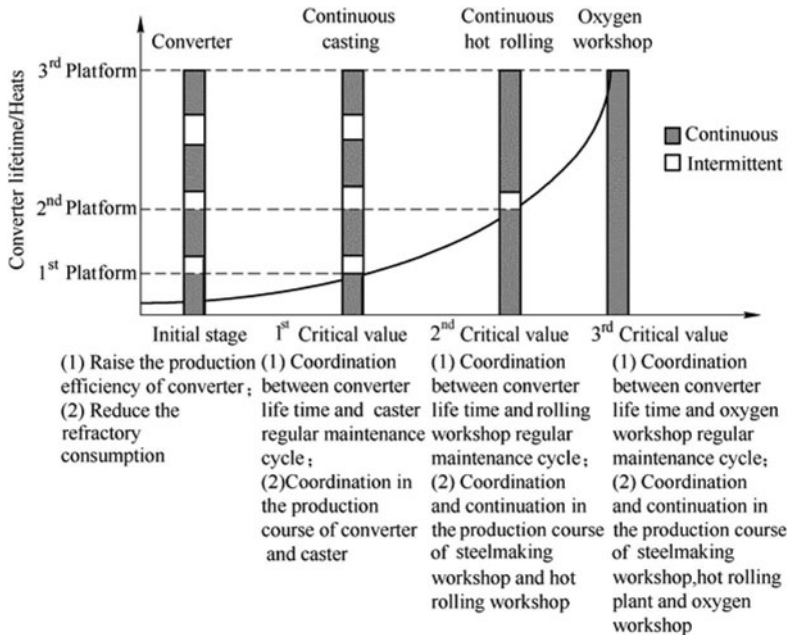 Converter
Continuous
casting
Continuous
hot rolling
Oxygen
workshop
Converter lifetime/Heats
3rd Platform
2nd Platform
1st Platform
Continuous
Intermittent
Initial stage
1st Critical value
2nd Critical value
3rd Critical value
(1) Raise the production
efficiency of converter;
(2) Reduce the
refractory
consumption
(1) Coordination
between converter
life time and caster
regular maintenance
cycle;
(2)Coordination in
the production
course of converter
and caster
(1) Coordination
between converter
life time and rolling
workshop regular
maintenance cycle;
(2) Coordination
and continuation in
the production course
of steelmaking
workshop and hot
rolling workshop
(1) Coordination
between converter
life time and oxygen
workshop regular
maintenance cycle;
(2) Coordination
and continuation in
the production course
of steelmaking
workshop,hot rolling
plant and oxygen
workshop